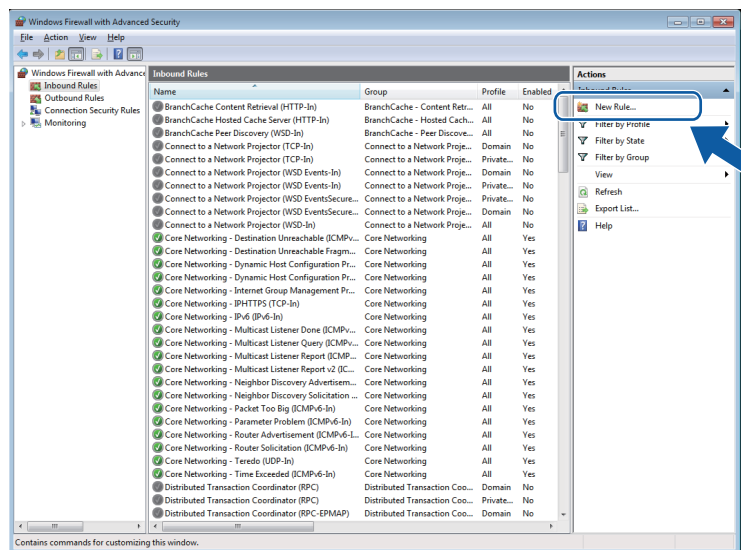 Windows Firewall with Advanced Security
File Action View Help
Windows Firewall with Advance
Inbound Rules
Outbound Rules
Connection Security Rules
Monitoring
Inbound Rules
Name Group Profile Enabled
BranchCache Content Retrieval (HTTP-In) BranchCache - Content Retr... All No
BranchCache Hosted Cache Server (HTTP-In) BranchCache - Hosted Cach... All No
BranchCache Peer Discovery (WSD-In) BranchCache - Peer Discove... All No
Connect to a Network Projector (TCP-In) Connect to a Network Proje... Domain No
Connect to a Network Projector (TCP-In) Connect to a Network Proje... Private... No
Connect to a Network Projector (WSD Events-In) Connect to a Network Proje... Domain No
Connect to a Network Projector (WSD Events-In) Connect to a Network Proje... Private... No
Connect to a Network Projector (WSD EventsSecure... Connect to a Network Proje... Private... No
Connect to a Network Projector (WSD EventsSecure... Connect to a Network Proje... Domain No
Connect to a Network Projector (WSD-In) Connect to a Network Proje... All No
Core Networking - Destination Unreachable (ICMPv... Core Networking All Yes
Core Networking - Destination Unreachable Fragm... Core Networking All Yes
Core Networking - Dynamic Host Configuration Pr... Core Networking All Yes
Core Networking - Dynamic Host Configuration Pr... Core Networking All Yes
Core Networking - Internet Group Management Pr... Core Networking All Yes
Core Networking - IPHTTPS (TCP-In) Core Networking All Yes
Core Networking - IPv6 (IPv6-In) Core Networking All Yes
Core Networking - Multicast Listener Done (ICMPv... Core Networking All Yes
Core Networking - Multicast Listener Query (ICMPv... Core Networking All Yes
Core Networking - Multicast Listener Report (ICMP... Core Networking All Yes
Core Networking - Multicast Listener Report v2 (IC... Core Networking All Yes
Core Networking - Neighbor Discovery Advertisem... Core Networking All Yes
Core Networking - Neighbor Discovery Solicitation ... Core Networking All Yes
Core Networking - Packet Too Big (ICMPv6-In) Core Networking All Yes
Core Networking - Parameter Problem (ICMPv6-In) Core Networking All Yes
Core Networking - Router Advertisement (ICMPv6-I... Core Networking All Yes
Core Networking - Router Solicitation (ICMPv6-In) Core Networking All Yes
Core Networking - Teredo (UDP-In) Core Networking All Yes
Core Networking - Time Exceeded (ICMPv6-In) Core Networking All Yes
Distributed Transaction Coordinator (RPC) Distributed Transaction Coo... Domain No
Distributed Transaction Coordinator (RPC) Distributed Transaction Coo... Private... No
Distributed Transaction Coordinator (RPC-EPMAP) Distributed Transaction Coo... Domain No
Actions
Inbound Rules
New Rule...
Filter by Profile
Filter by State
Filter by Group
View
Refresh
Export List...
Help
Contains commands for customizing this window.